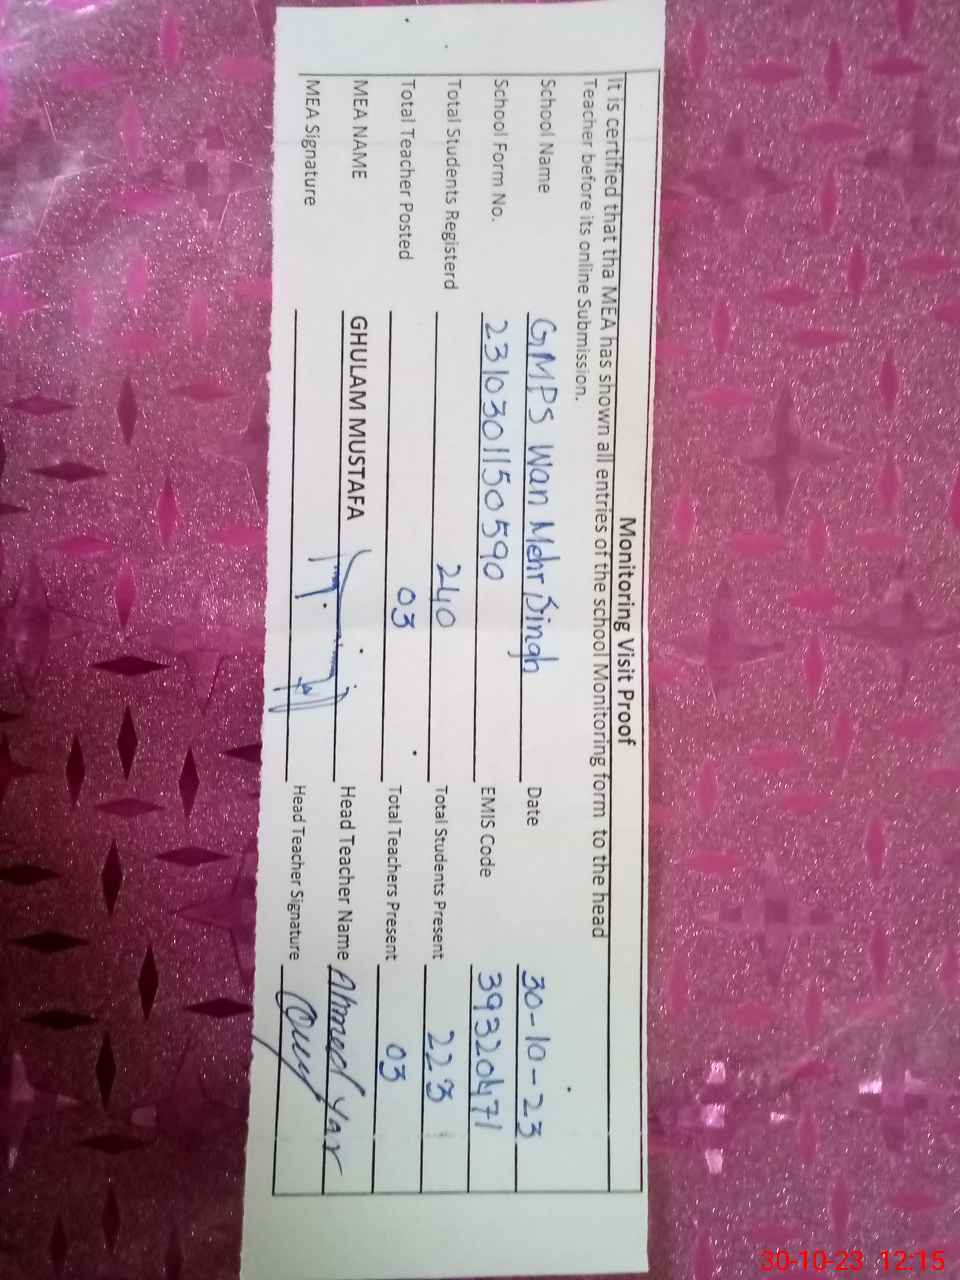 Monitoring Visit Proof
It is certified that tha MEA has shown all entries of the school Monitoring form to the head
Teacher before its online Submission.
School Name GMPS Wan Mehr Singh Date 30-10-23
School Form No. 2310301150590 EMIS Code 39320471
Total Students Registerd 240 Total Students Present 223
Total Teacher Posted 03 Total Teachers Present 03
MEA NAME GHULAM MUSTAFA Head Teacher Name Ahmed Yar
MEA Signature Head Teacher Signature
30-10-23 12:15